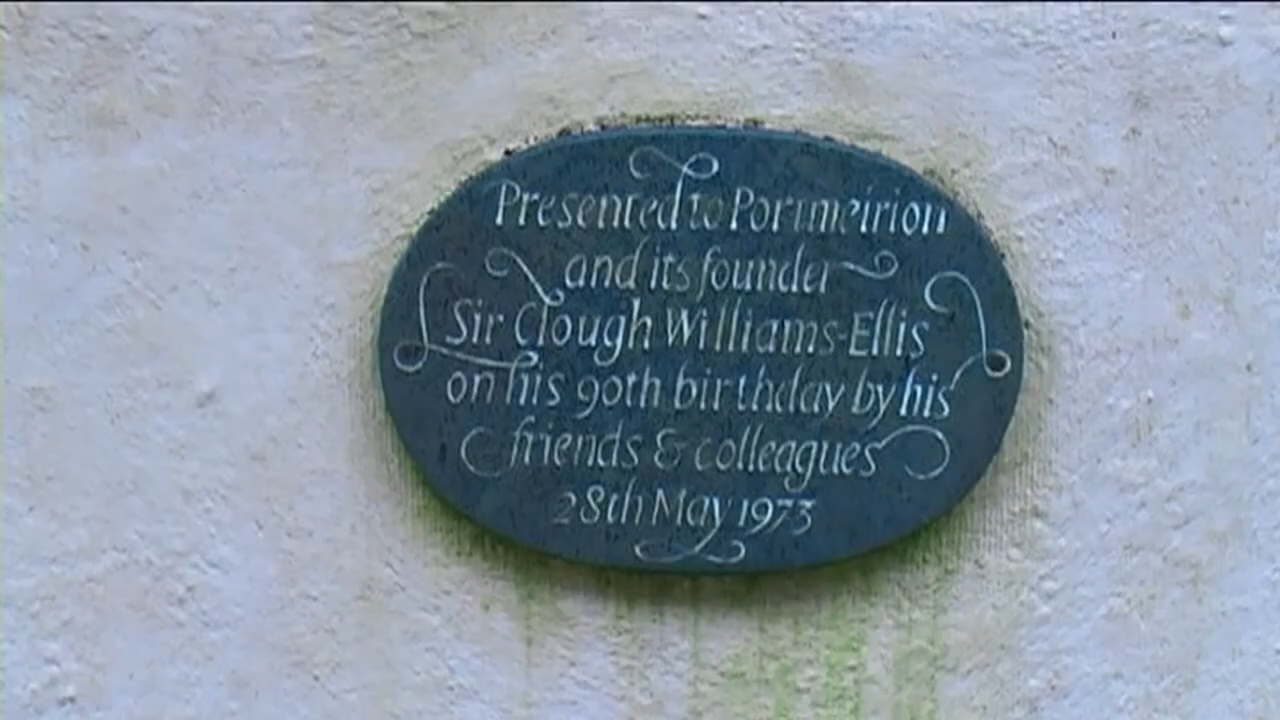 Presented to Portmeirion
and its founder
Sir Clough Williams-Ellis
on his 90th birthday by his
friends & colleagues
28th May 1973